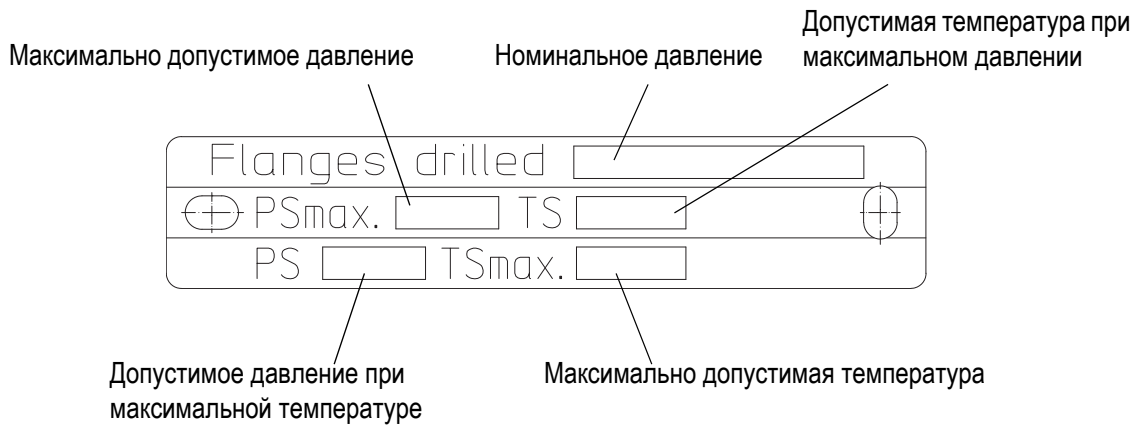 Допустимая температура при
максимальном давлении
Максимально допустимое давление
Номинальное давление
Flanges drilled
PSmax. TS
PS TSmax.
Допустимое давление при
максимальной температуре
Максимально допустимая температура